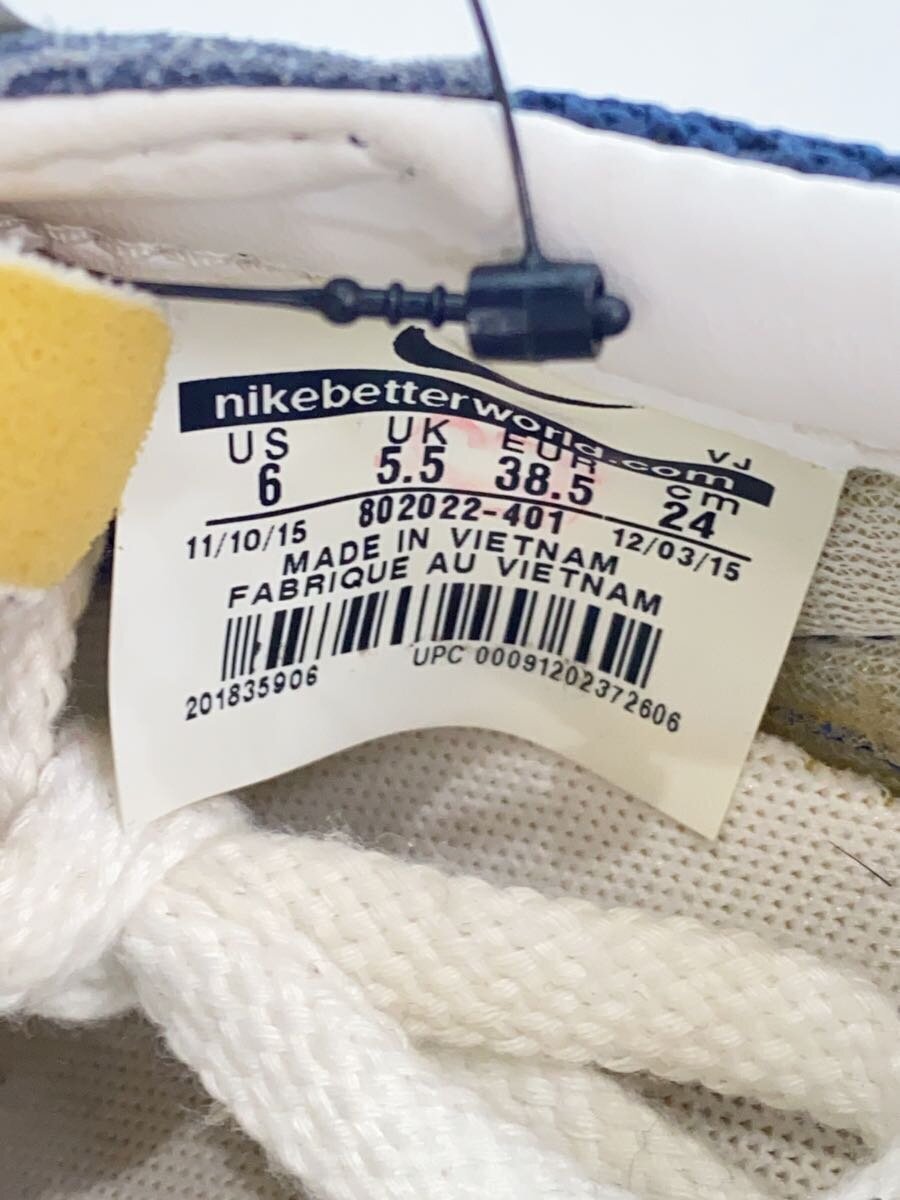 nikebetterworld.com
VJ
US UK EUR cm
6 5.5 38.5 24
11/10/15 802022-401 12/03/15
MADE IN VIETNAM
FABRIQUE AU VIETNAM
201835906 UPC 00091202372606